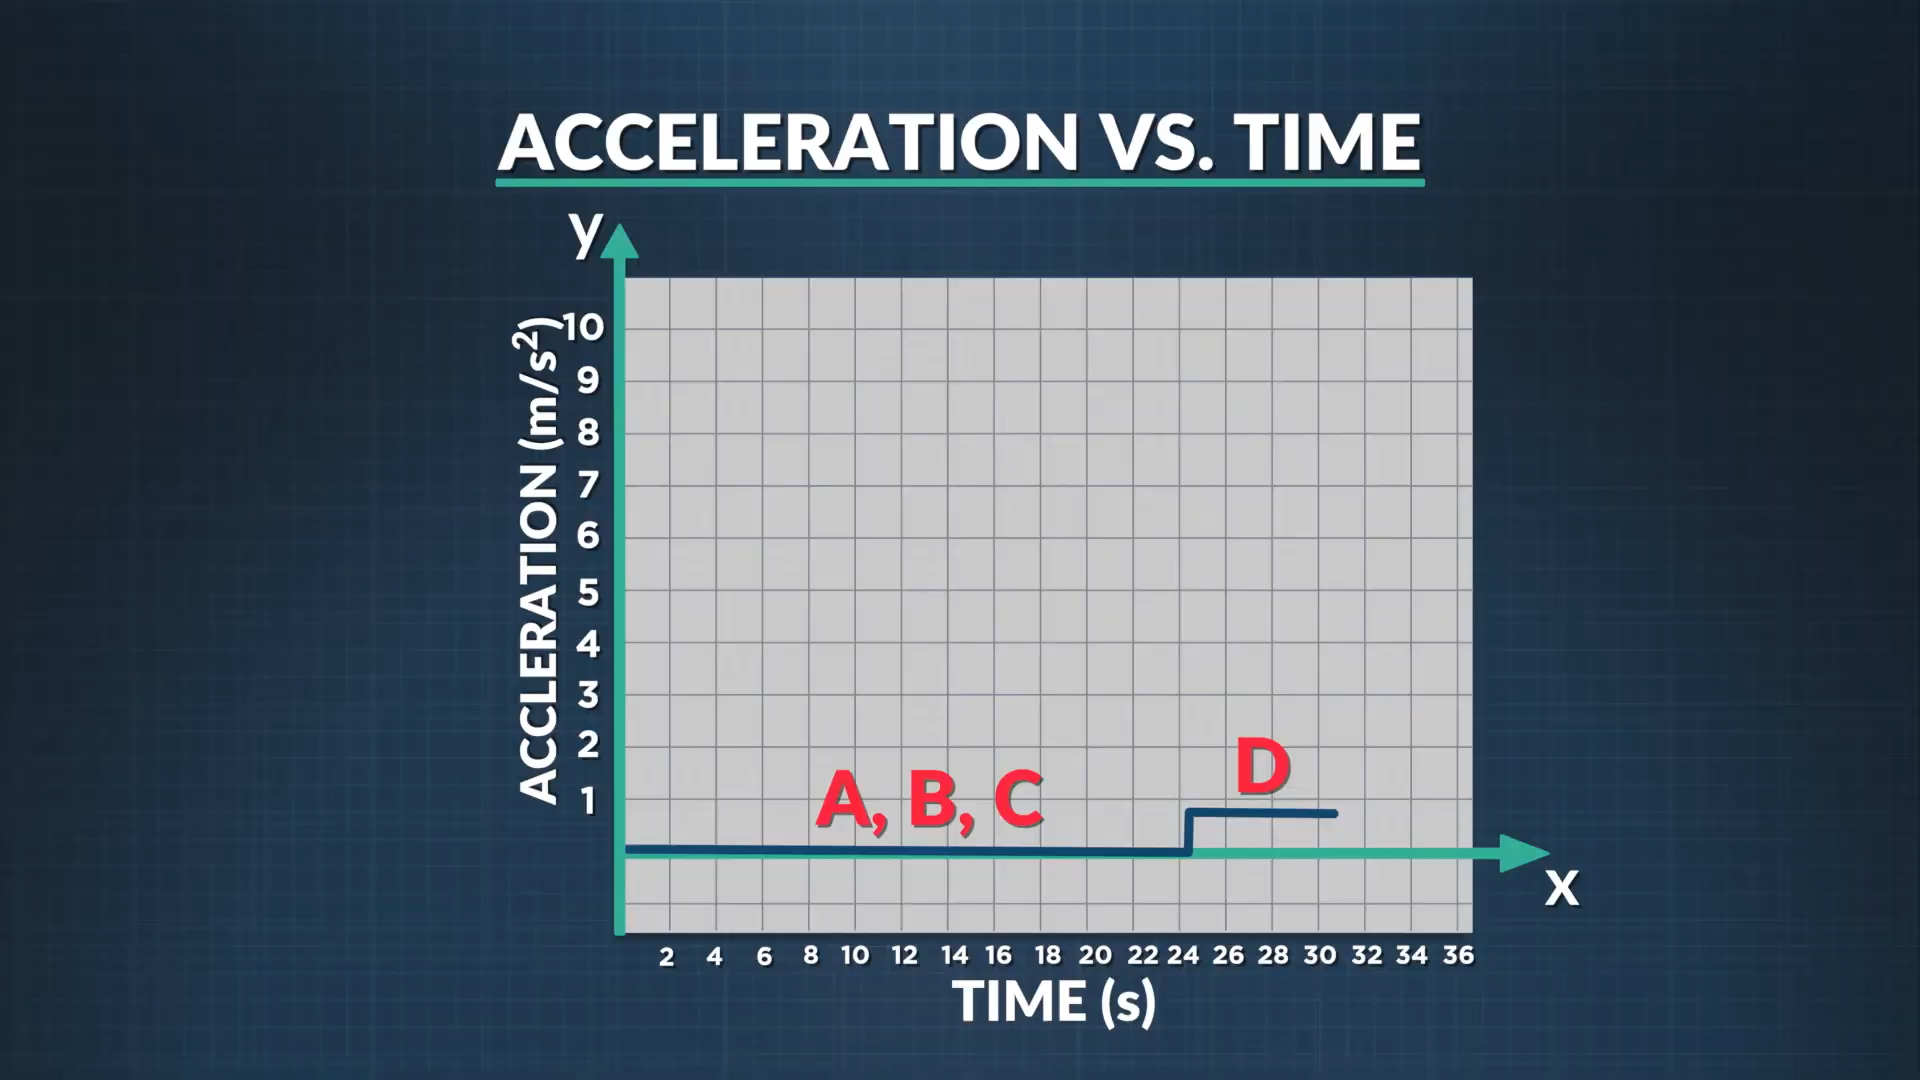 ACCELERATION VS. TIME
y
ACCLERATION (m/s²)
10
9
8
7
6
5
4
3
2
1
A, B, C
D
x
2 4 6 8 10 12 14 16 18 20 22 24 26 28 30 32 34 36
TIME (s)